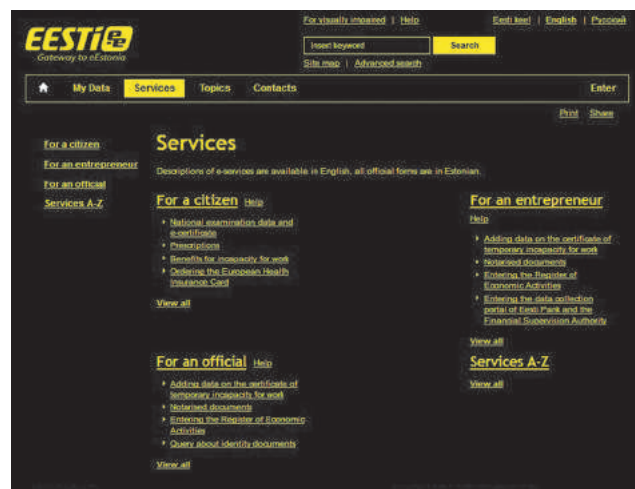 For visually impaired | Help
Eesti keel | English | Русский
EESTI.ee
Gateway to eEstonia
Insert keyword
Search
Site map | Advanced search
My Data
Services
Topics
Contacts
Enter
Print Share
For a citizen
For an entrepreneur
For an official
Services A-Z
Services
Descriptions of e-services are available in English, all official forms are in Estonian.
For a citizen Help
National examination data and
e-certificate
Prescriptions
Benefits for incapacity for work
Ordering the European Health
Insurance Card
View all
For an entrepreneur
Help
Adding data on the certificate of
temporary incapacity for work
Notarised documents
Entering the Register of
Economic Activities
Entering the data collection
portal of Eesti Pank and the
Financial Supervision Authority
View all
For an official Help
Adding data on the certificate of
temporary incapacity for work
Notarised documents
Entering the Register of Economic
Activities
Query about identity documents
View all
Services A-Z
View all